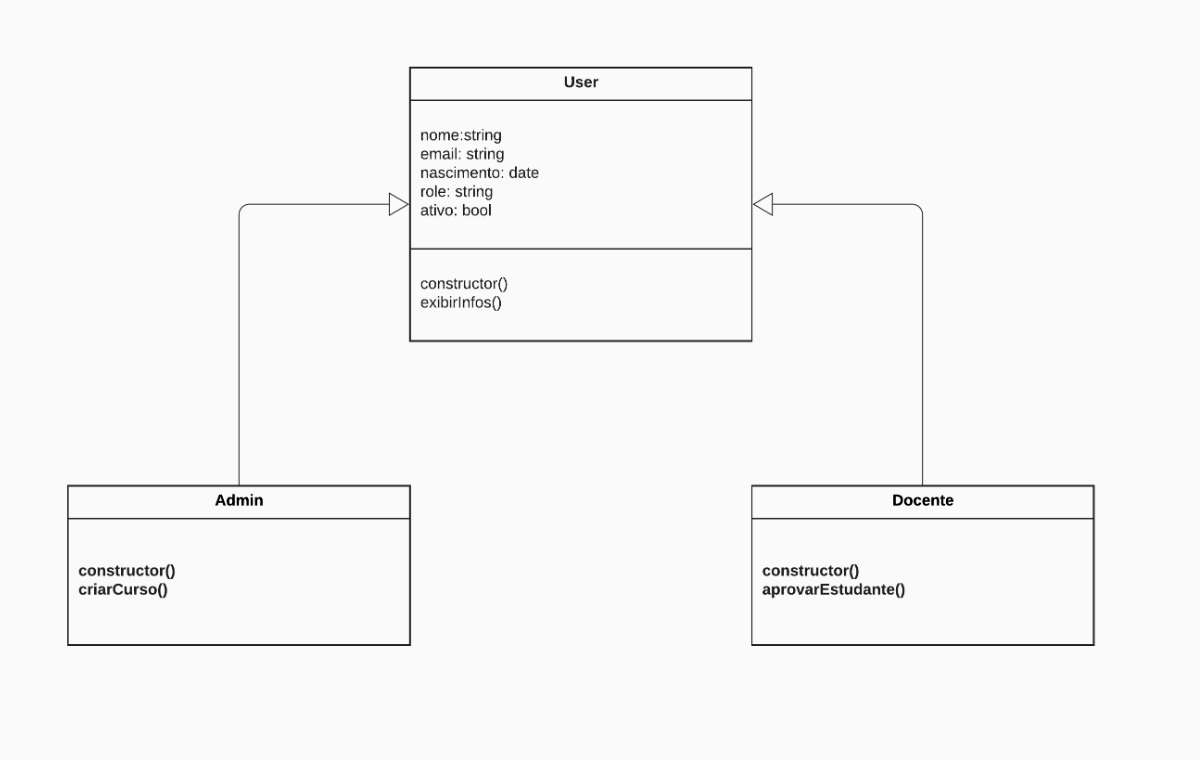 User
nome:string
email: string
nascimento: date
role: string
ativo: bool
constructor()
exibirInfos()
Admin
constructor()
criarCurso()
Docente
constructor()
aprovarEstudante()